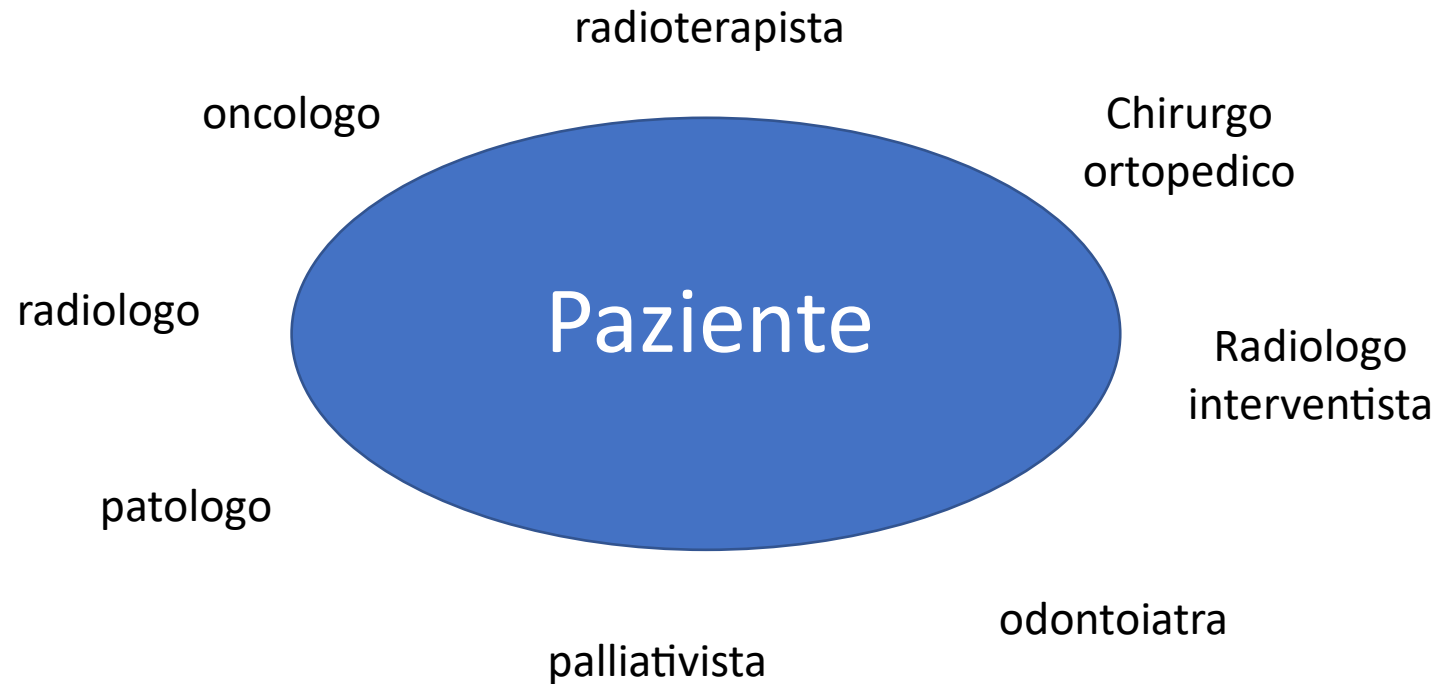 radioterapista
oncologo
Chirurgo
ortopedico
radiologo
Paziente
Radiologo
interventista
patologo
odontoiatra
palliativista